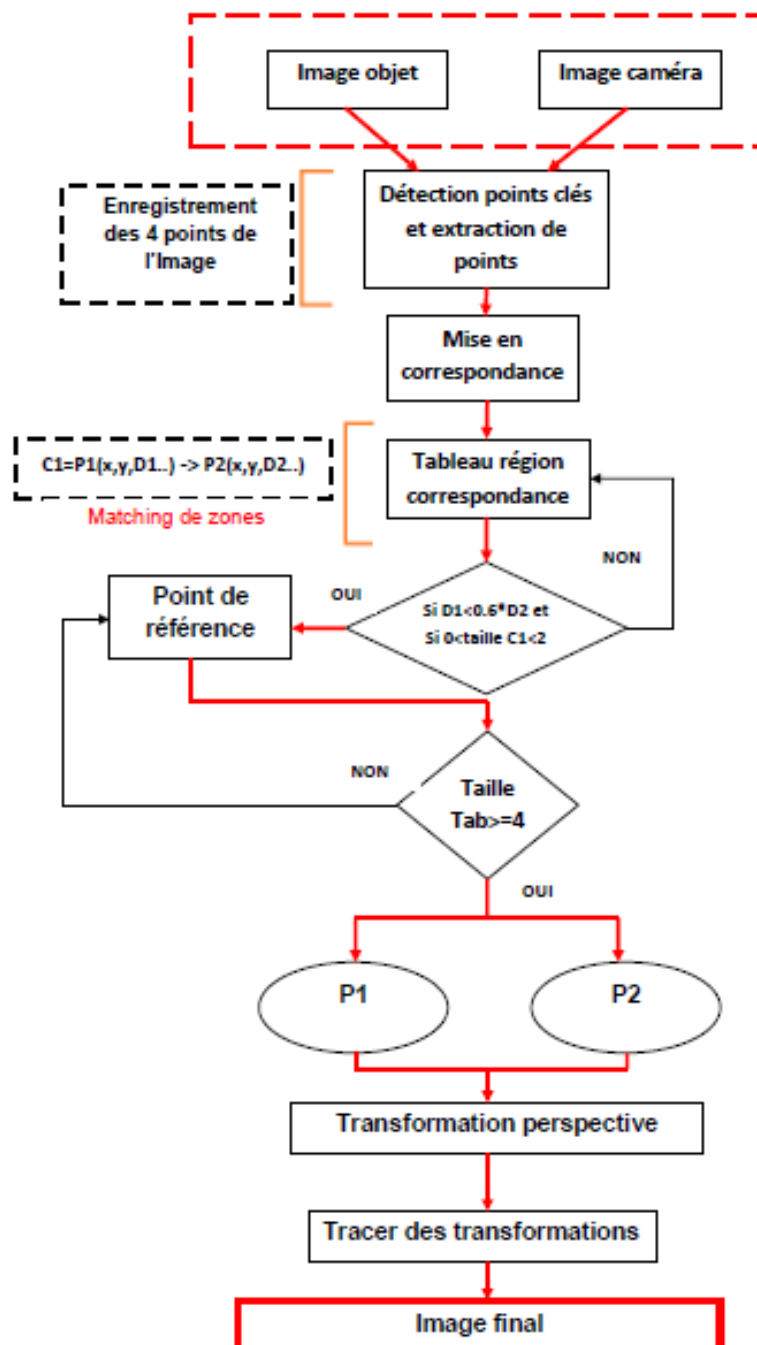 Image objet
Image caméra
Enregistrement
des 4 points de
l'Image
Détection points clés
et extraction de
points
Mise en
correspondance
C1=P1(x,y,D1..) -> P2(x,y,D2..)
Matching de zones
Tableau région
correspondance
NON
OUI
Point de
référence
Si D1<0.6*D2 et
Si 0<taille C1<2
NON
Taille
Tab>=4
OUI
P1
P2
Transformation perspective
Tracer des transformations
Image final